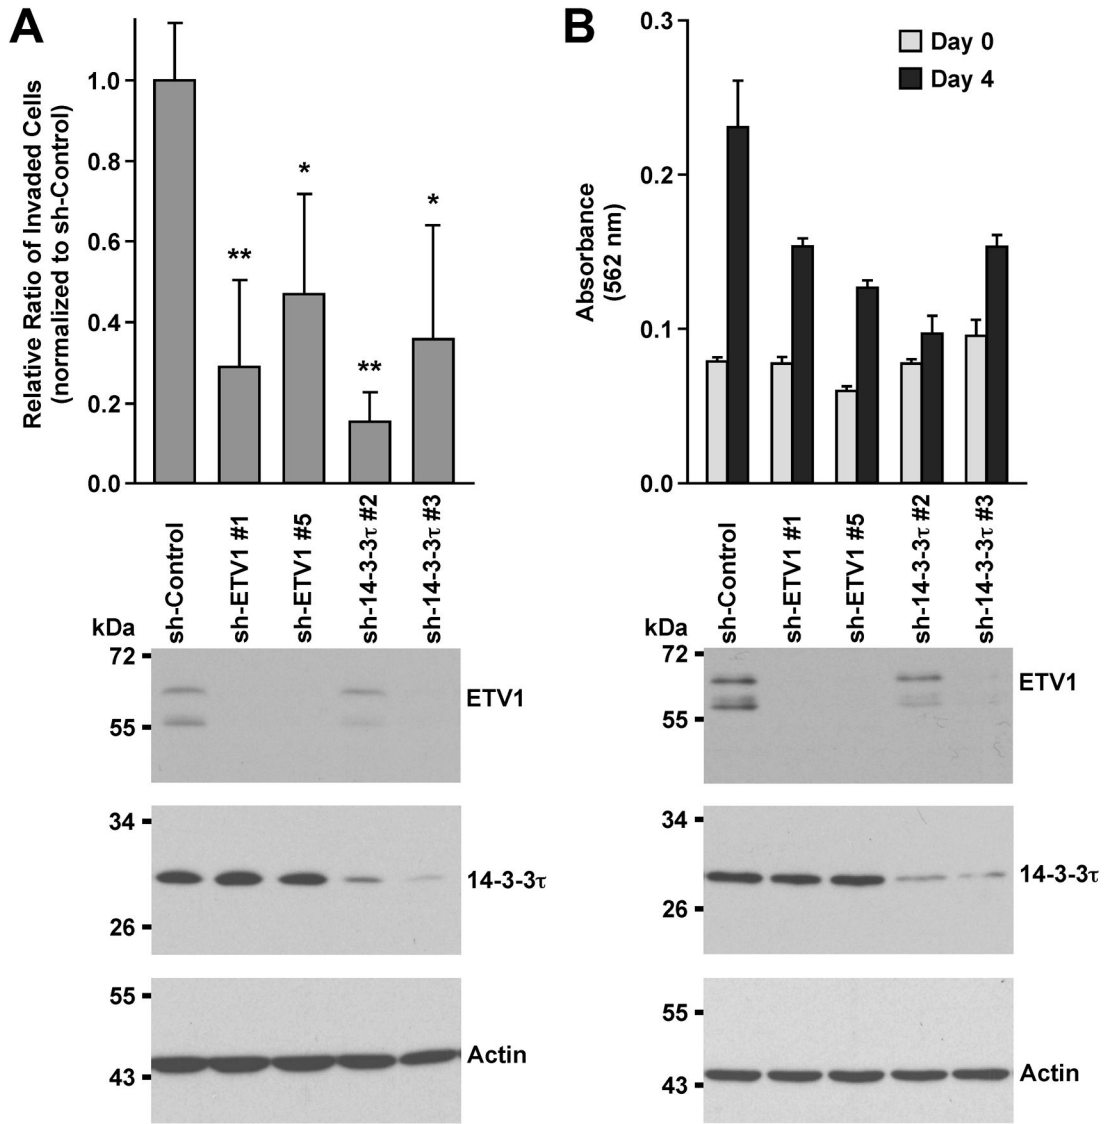 A
Relative Ratio of Invaded Cells
(normalized to sh-Control)
1.0
0.8
0.6
0.4
0.2
0.0
**
*
**
*
sh-Control
sh-ETV1 #1
sh-ETV1 #5
sh-14-3-3τ #2
sh-14-3-3τ #3
kDa
72
55
ETV1
34
26
14-3-3τ
55
43
Actin
B
Absorbance
(562 nm)
0.3
0.2
0.1
0.0
Day 0
Day 4
sh-Control
sh-ETV1 #1
sh-ETV1 #5
sh-14-3-3τ #2
sh-14-3-3τ #3
kDa
72
55
ETV1
34
26
14-3-3τ
55
43
Actin